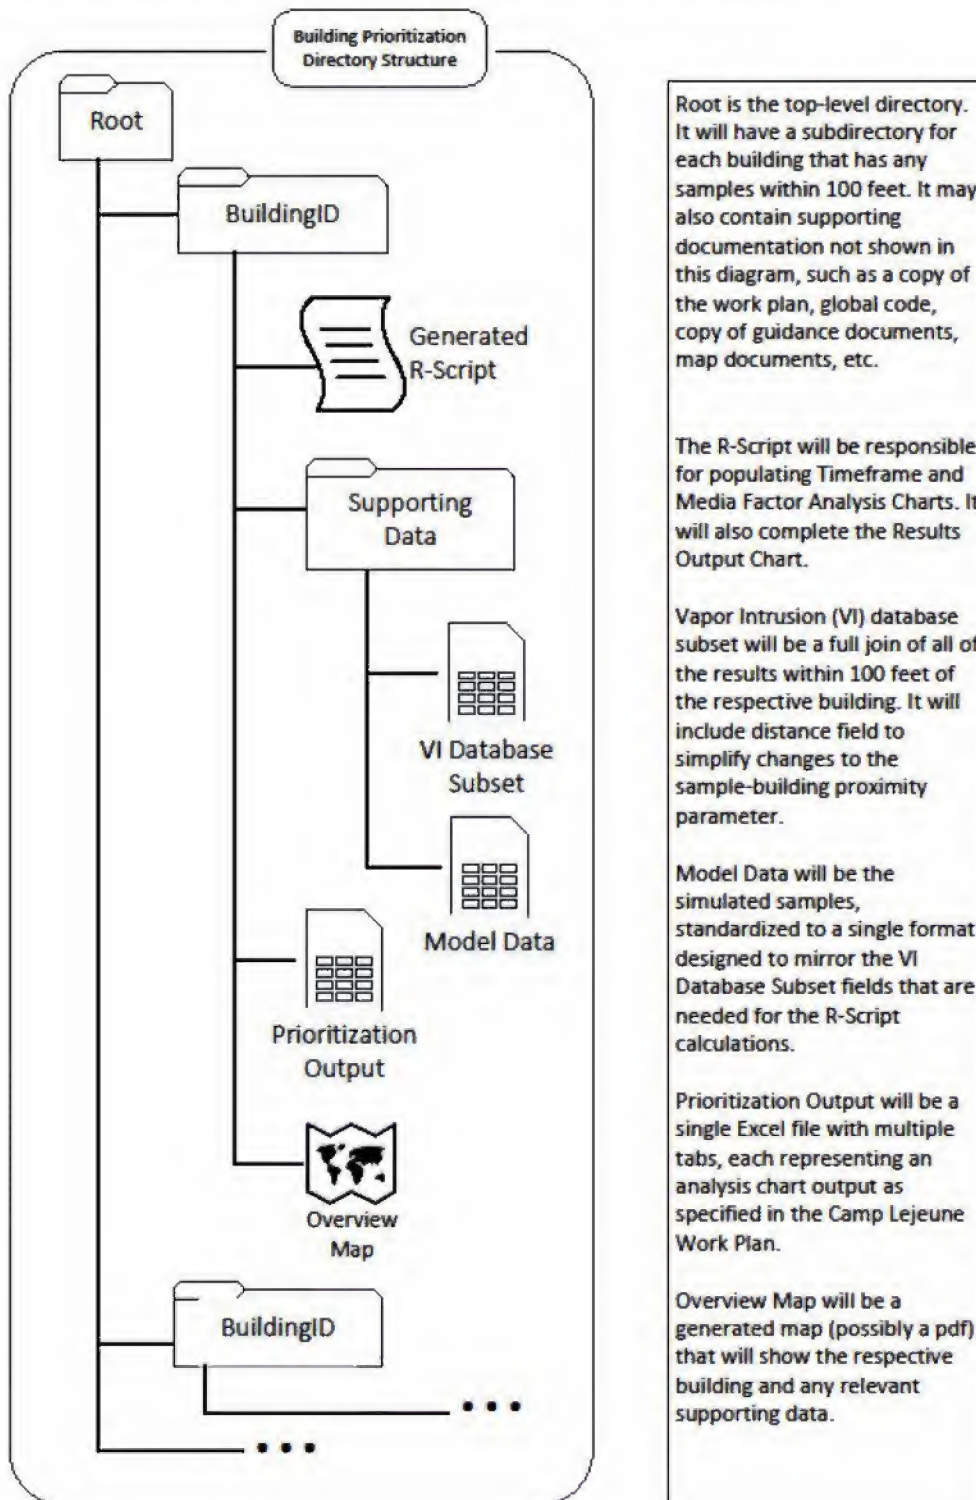 Building Prioritization
Directory Structure
Root
BuildingID
Generated
R-Script
Supporting
Data
VI Database
Subset
Model Data
Prioritization
Output
Overview
Map
BuildingID
• • •
• • •
Root is the top-level directory.
It will have a subdirectory for
each building that has any
samples within 100 feet. It may
also contain supporting
documentation not shown in
this diagram, such as a copy of
the work plan, global code,
copy of guidance documents,
map documents, etc.
The R-Script will be responsible
for populating Timeframe and
Media Factor Analysis Charts. It
will also complete the Results
Output Chart.
Vapor Intrusion (VI) database
subset will be a full join of all of
the results within 100 feet of
the respective building. It will
include distance field to
simplify changes to the
sample-building proximity
parameter.
Model Data will be the
simulated samples,
standardized to a single format
designed to mirror the VI
Database Subset fields that are
needed for the R-Script
calculations.
Prioritization Output will be a
single Excel file with multiple
tabs, each representing an
analysis chart output as
specified in the Camp Lejeune
Work Plan.
Overview Map will be a
generated map (possibly a pdf)
that will show the respective
building and any relevant
supporting data.